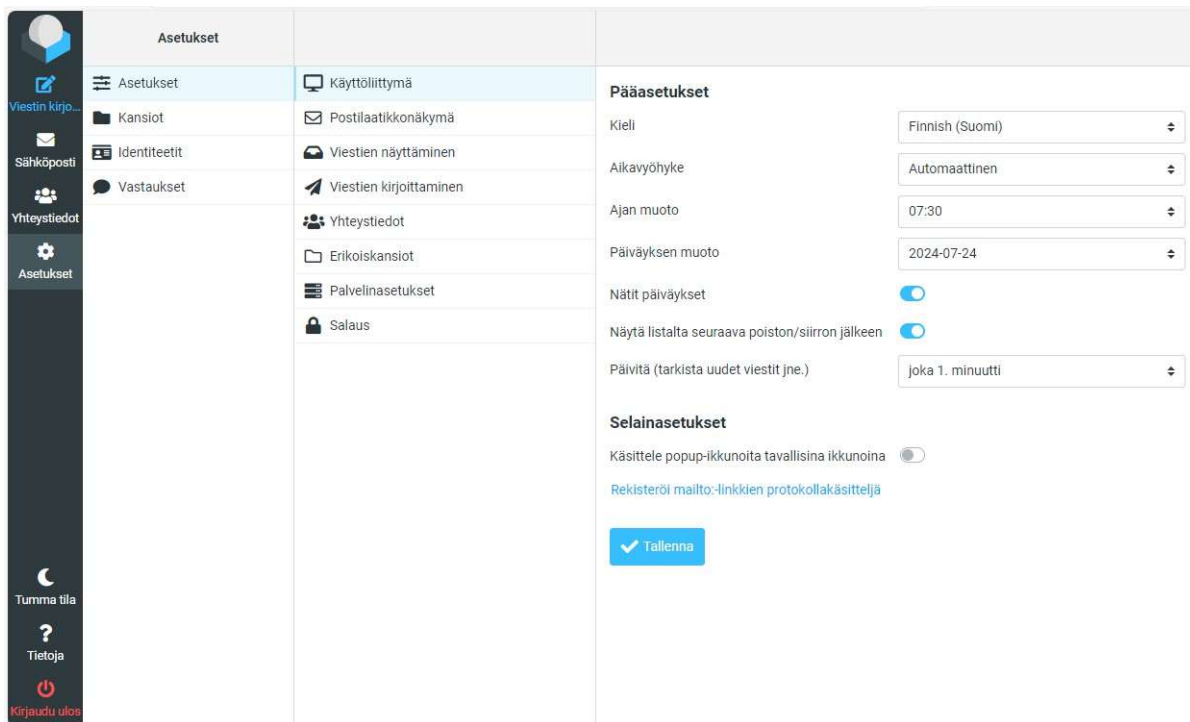 Viestin kirjo...
Sähköposti
Yhteystiedot
Asetukset
Tumma tila
Tietoja
Kirjaudu ulos
Asetukset
Asetukset
Kansiot
Identiteetit
Vastaukset
Käyttöliittymä
Postilaatikkonäkymä
Viestien näyttäminen
Viestien kirjoittaminen
Yhteystiedot
Erikoiskansiot
Palvelinasetukset
Salaus
Pääasetukset
Kieli Finnish (Suomi)
Aikavyöhyke Automaattinen
Ajan muoto 07:30
Päiväyksen muoto 2024-07-24
Nätit päiväykset
Näytä listalta seuraava poiston/siirron jälkeen
Päivitä (tarkista uudet viestit jne.) joka 1. minuutti
Selainasetukset
Käsittele popup-ikkunoita tavallisina ikkunoina
Rekisteröi mailto:-linkkien protokollakäsitteljä
Tallenna